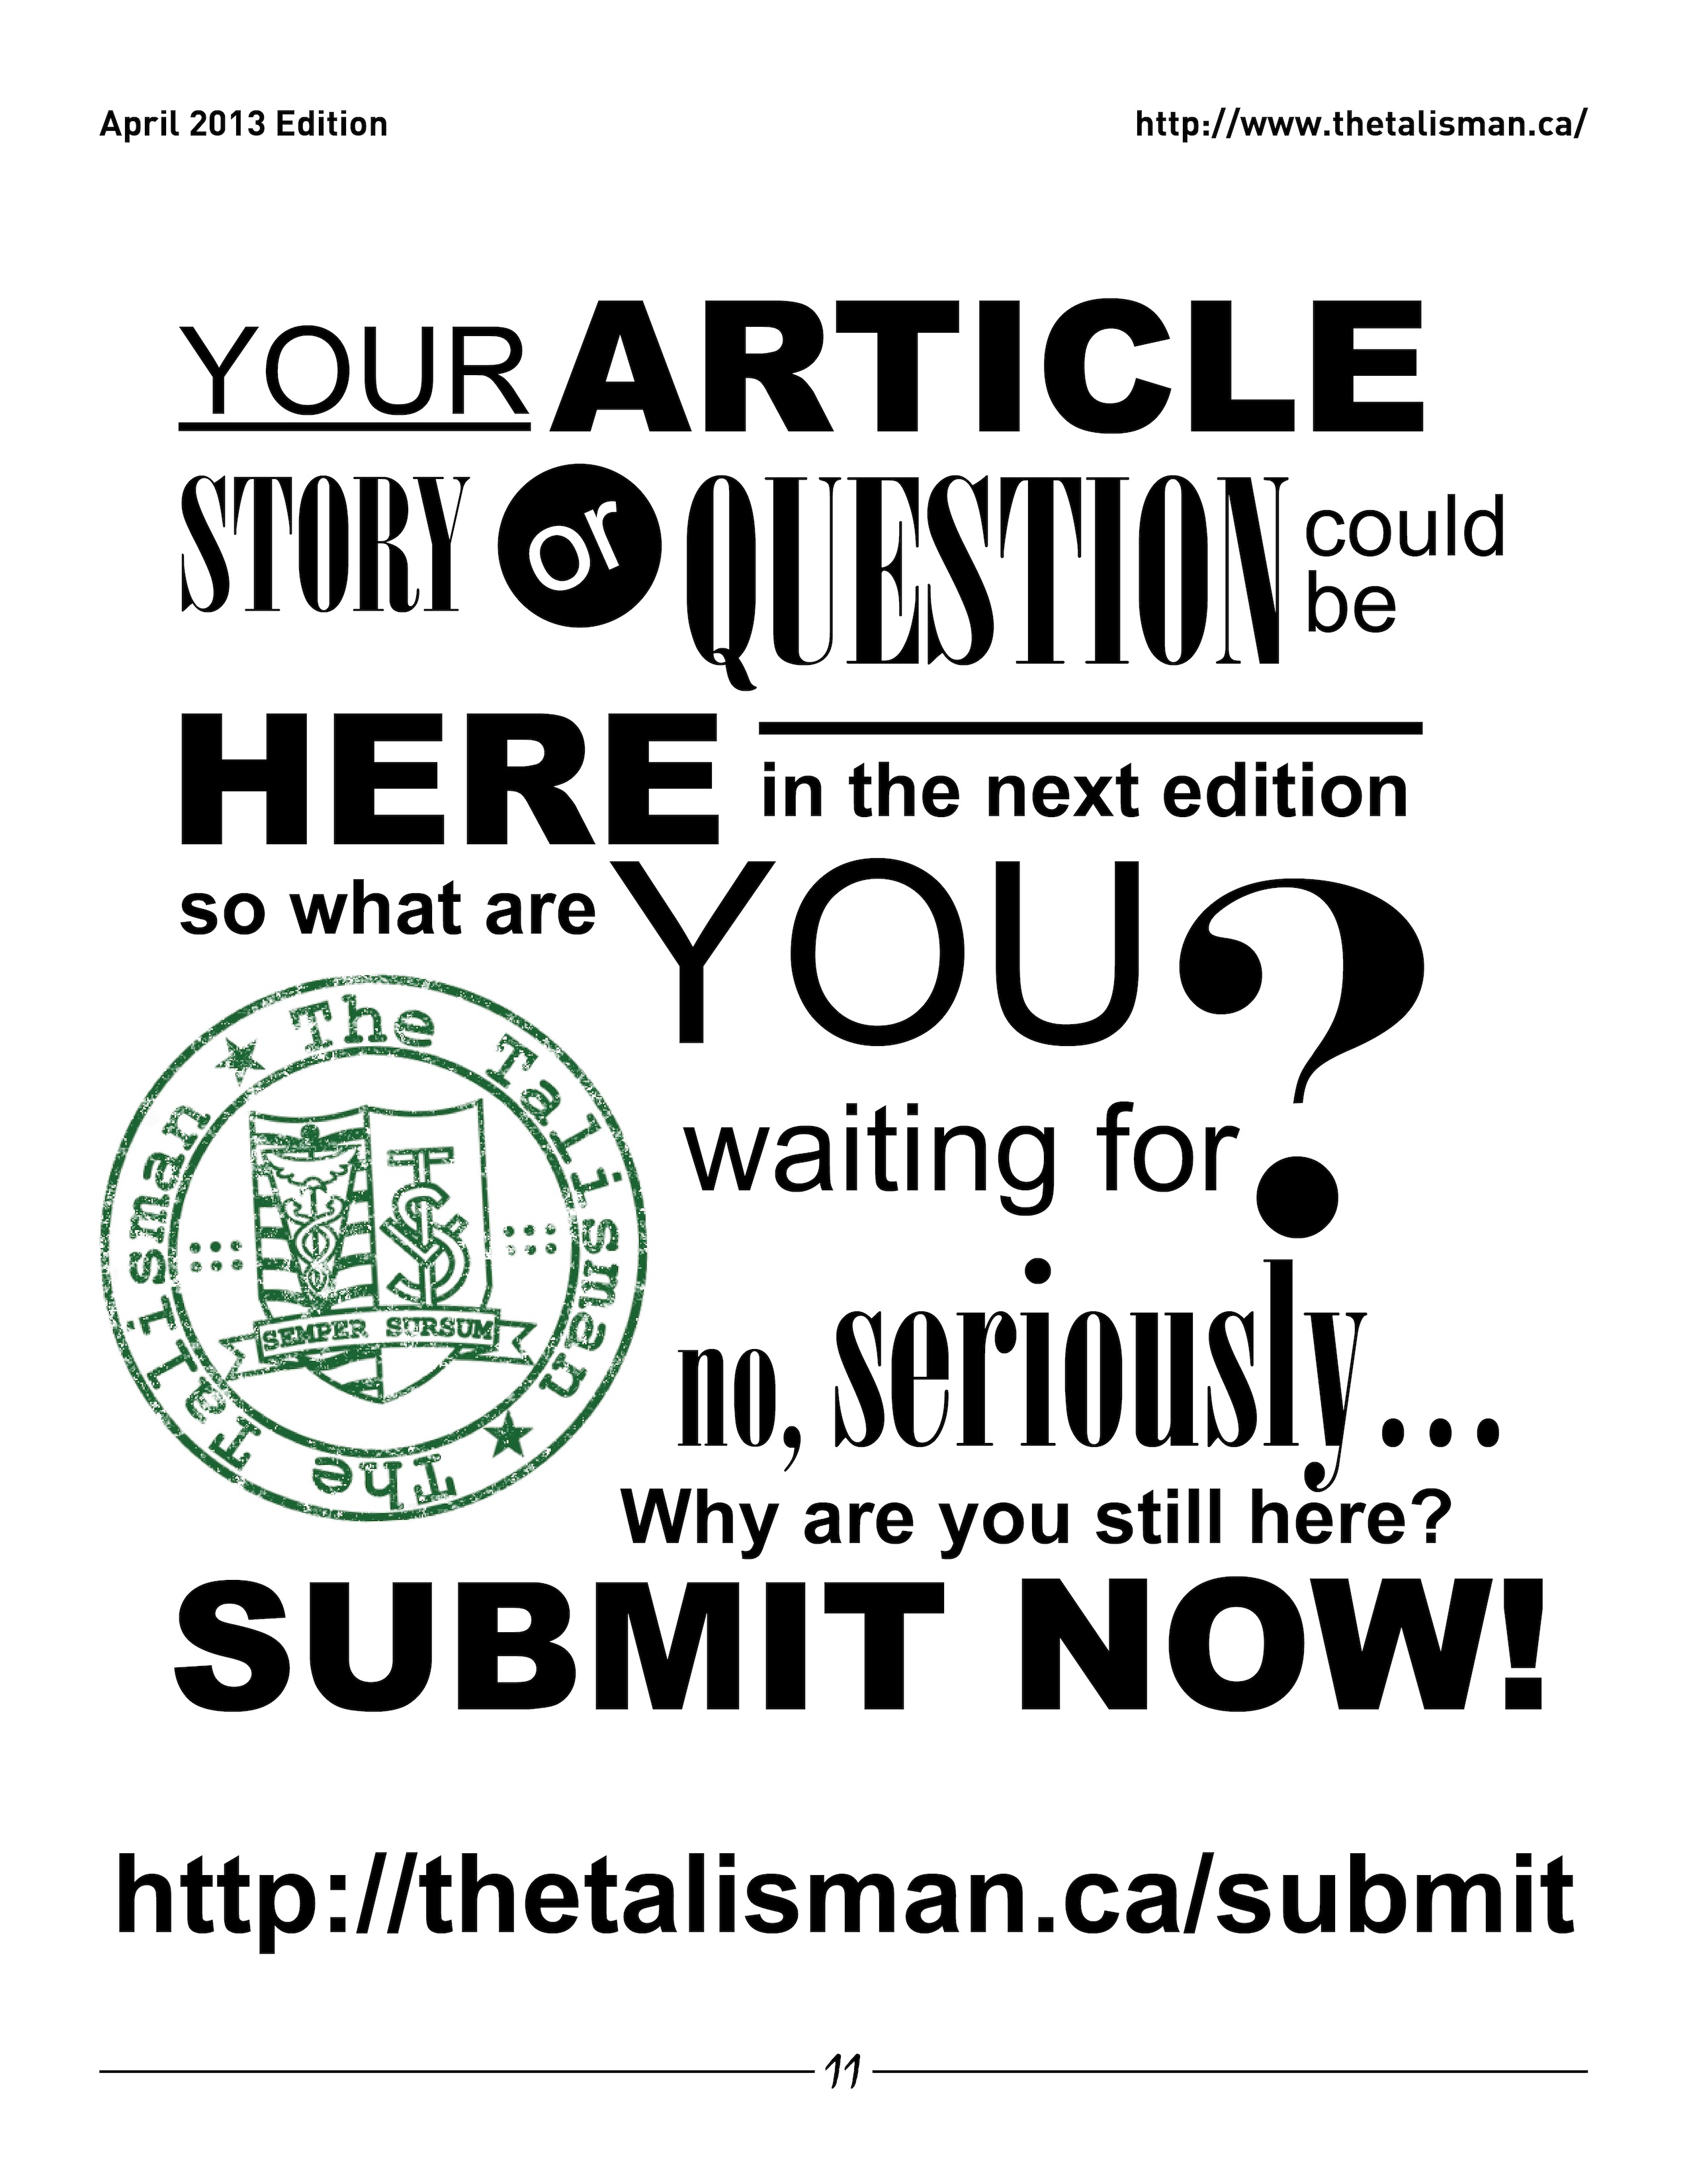 April 2013 Edition
http://www.thetalisman.ca/
YOUR ARTICLE
STORY or QUESTION could
be
HERE in the next edition
so what are YOU?
The Talisman ★ The Talisman ★
TSYS
SEMPER SURSUM
waiting for
no, seriously...
Why are you still here?
SUBMIT NOW!
http://thetalisman.ca/submit
11